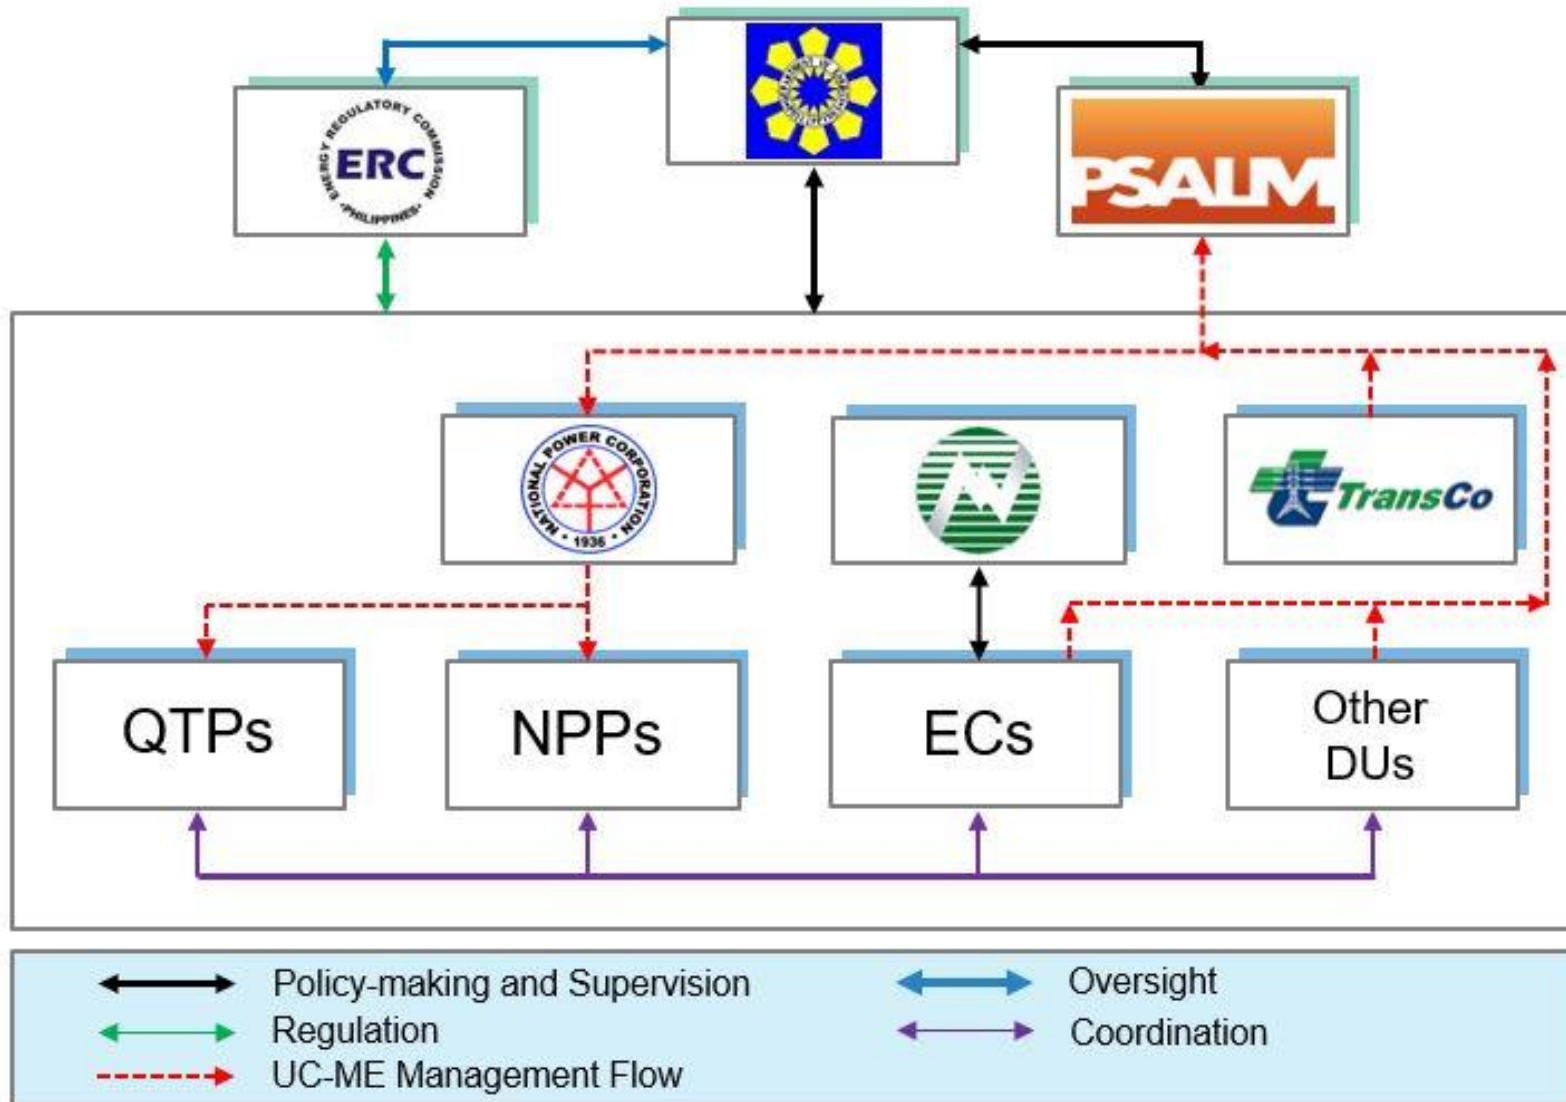 ENERGY REGULATORY COMMISSION
ERC
PHILIPPINES
PSALM
NATIONAL POWER CORPORATION
1936
TransCo
QTPs
NPPs
ECs
Other
DUs
Policy-making and Supervision
Oversight
Regulation
Coordination
UC-ME Management Flow